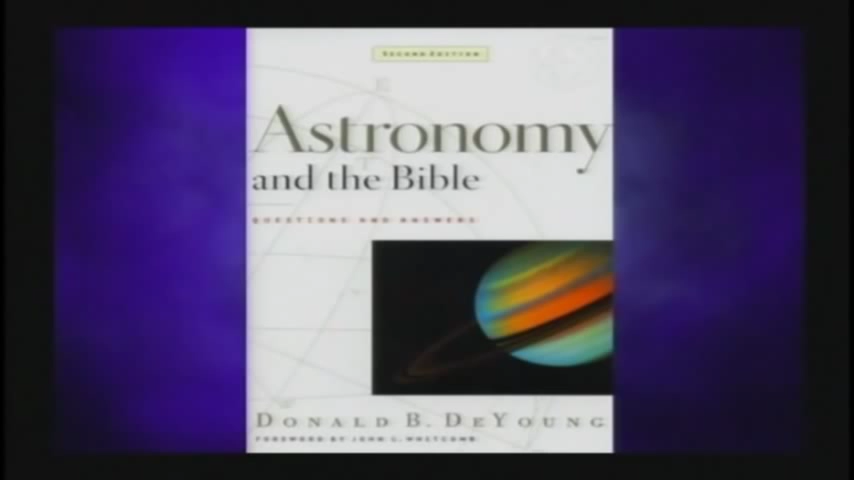 SECOND EDITION
Astronomy
and the Bible
QUESTIONS AND ANSWERS
DONALD B. DEYOUNG
FOREWORD BY JOHN C. WHITCOMB